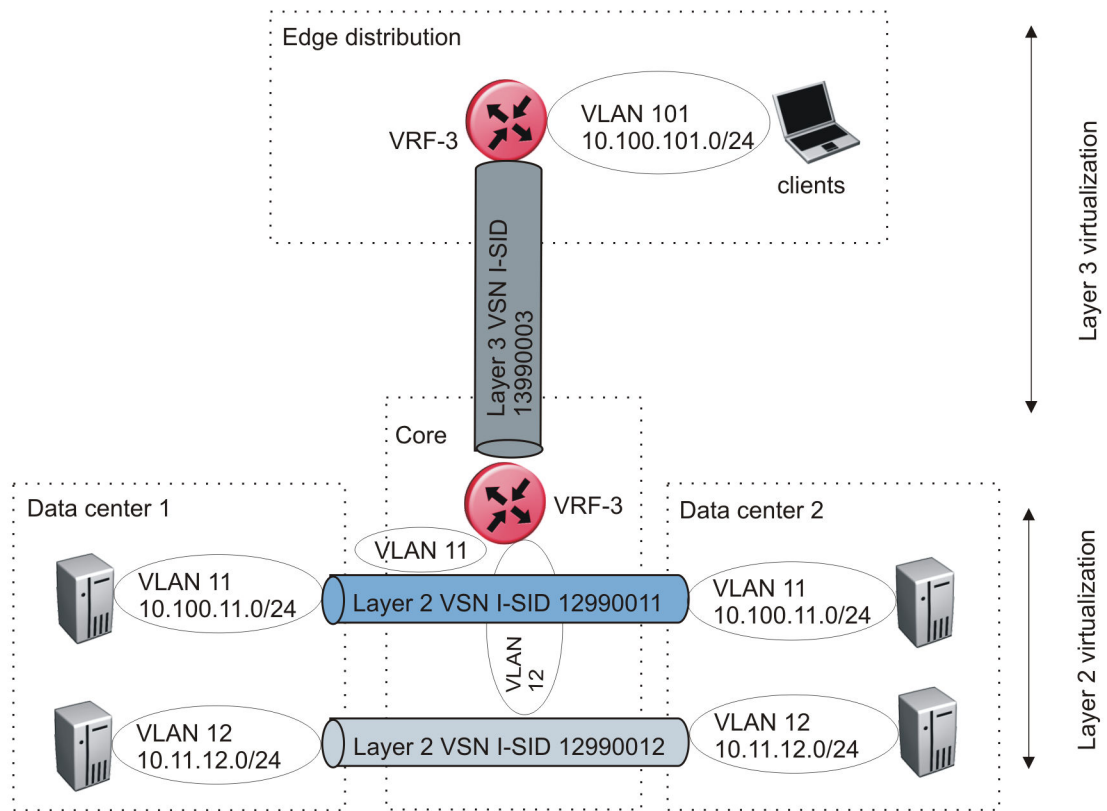 Edge distribution
VRF-3
VLAN 101
10.100.101.0/24
clients
Layer 3 VSN I-SID
13990003
Layer 3 virtualization
Core
VRF-3
Data center 1
Data center 2
VLAN 11
VLAN 11
10.100.11.0/24
Layer 2 VSN I-SID 12990011
VLAN 11
10.100.11.0/24
VLAN
12
VLAN 12
10.11.12.0/24
Layer 2 VSN I-SID 12990012
VLAN 12
10.11.12.0/24
Layer 2 virtualization